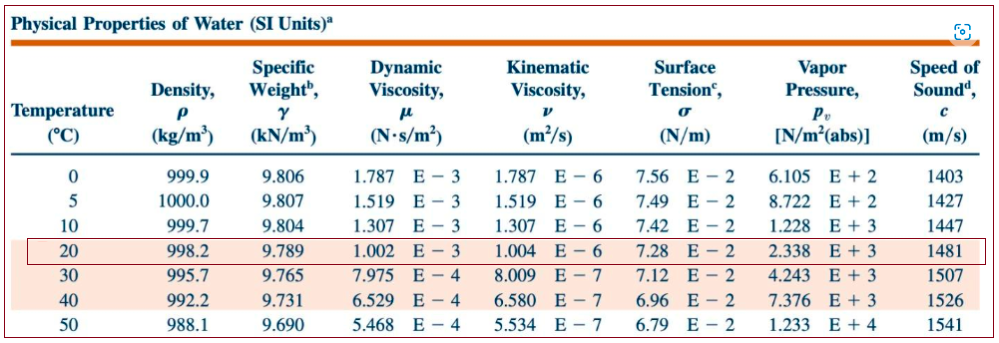 Physical Properties of Water (SI Units)ᵃ
Specific Dynamic Kinematic Surface Vapor Speed of
Density, Weightᵇ, Viscosity, Viscosity, Tensionᶜ, Pressure, Soundᵈ,
Temperature ρ γ μ ν σ pᵥ c
(°C) (kg/m³) (kN/m³) (N·s/m²) (m²/s) (N/m) [N/m²(abs)] (m/s)
0 999.9 9.806 1.787 E − 3 1.787 E − 6 7.56 E − 2 6.105 E + 2 1403
5 1000.0 9.807 1.519 E − 3 1.519 E − 6 7.49 E − 2 8.722 E + 2 1427
10 999.7 9.804 1.307 E − 3 1.307 E − 6 7.42 E − 2 1.228 E + 3 1447
20 998.2 9.789 1.002 E − 3 1.004 E − 6 7.28 E − 2 2.338 E + 3 1481
30 995.7 9.765 7.975 E − 4 8.009 E − 7 7.12 E − 2 4.243 E + 3 1507
40 992.2 9.731 6.529 E − 4 6.580 E − 7 6.96 E − 2 7.376 E + 3 1526
50 988.1 9.690 5.468 E − 4 5.534 E − 7 6.79 E − 2 1.233 E + 4 1541